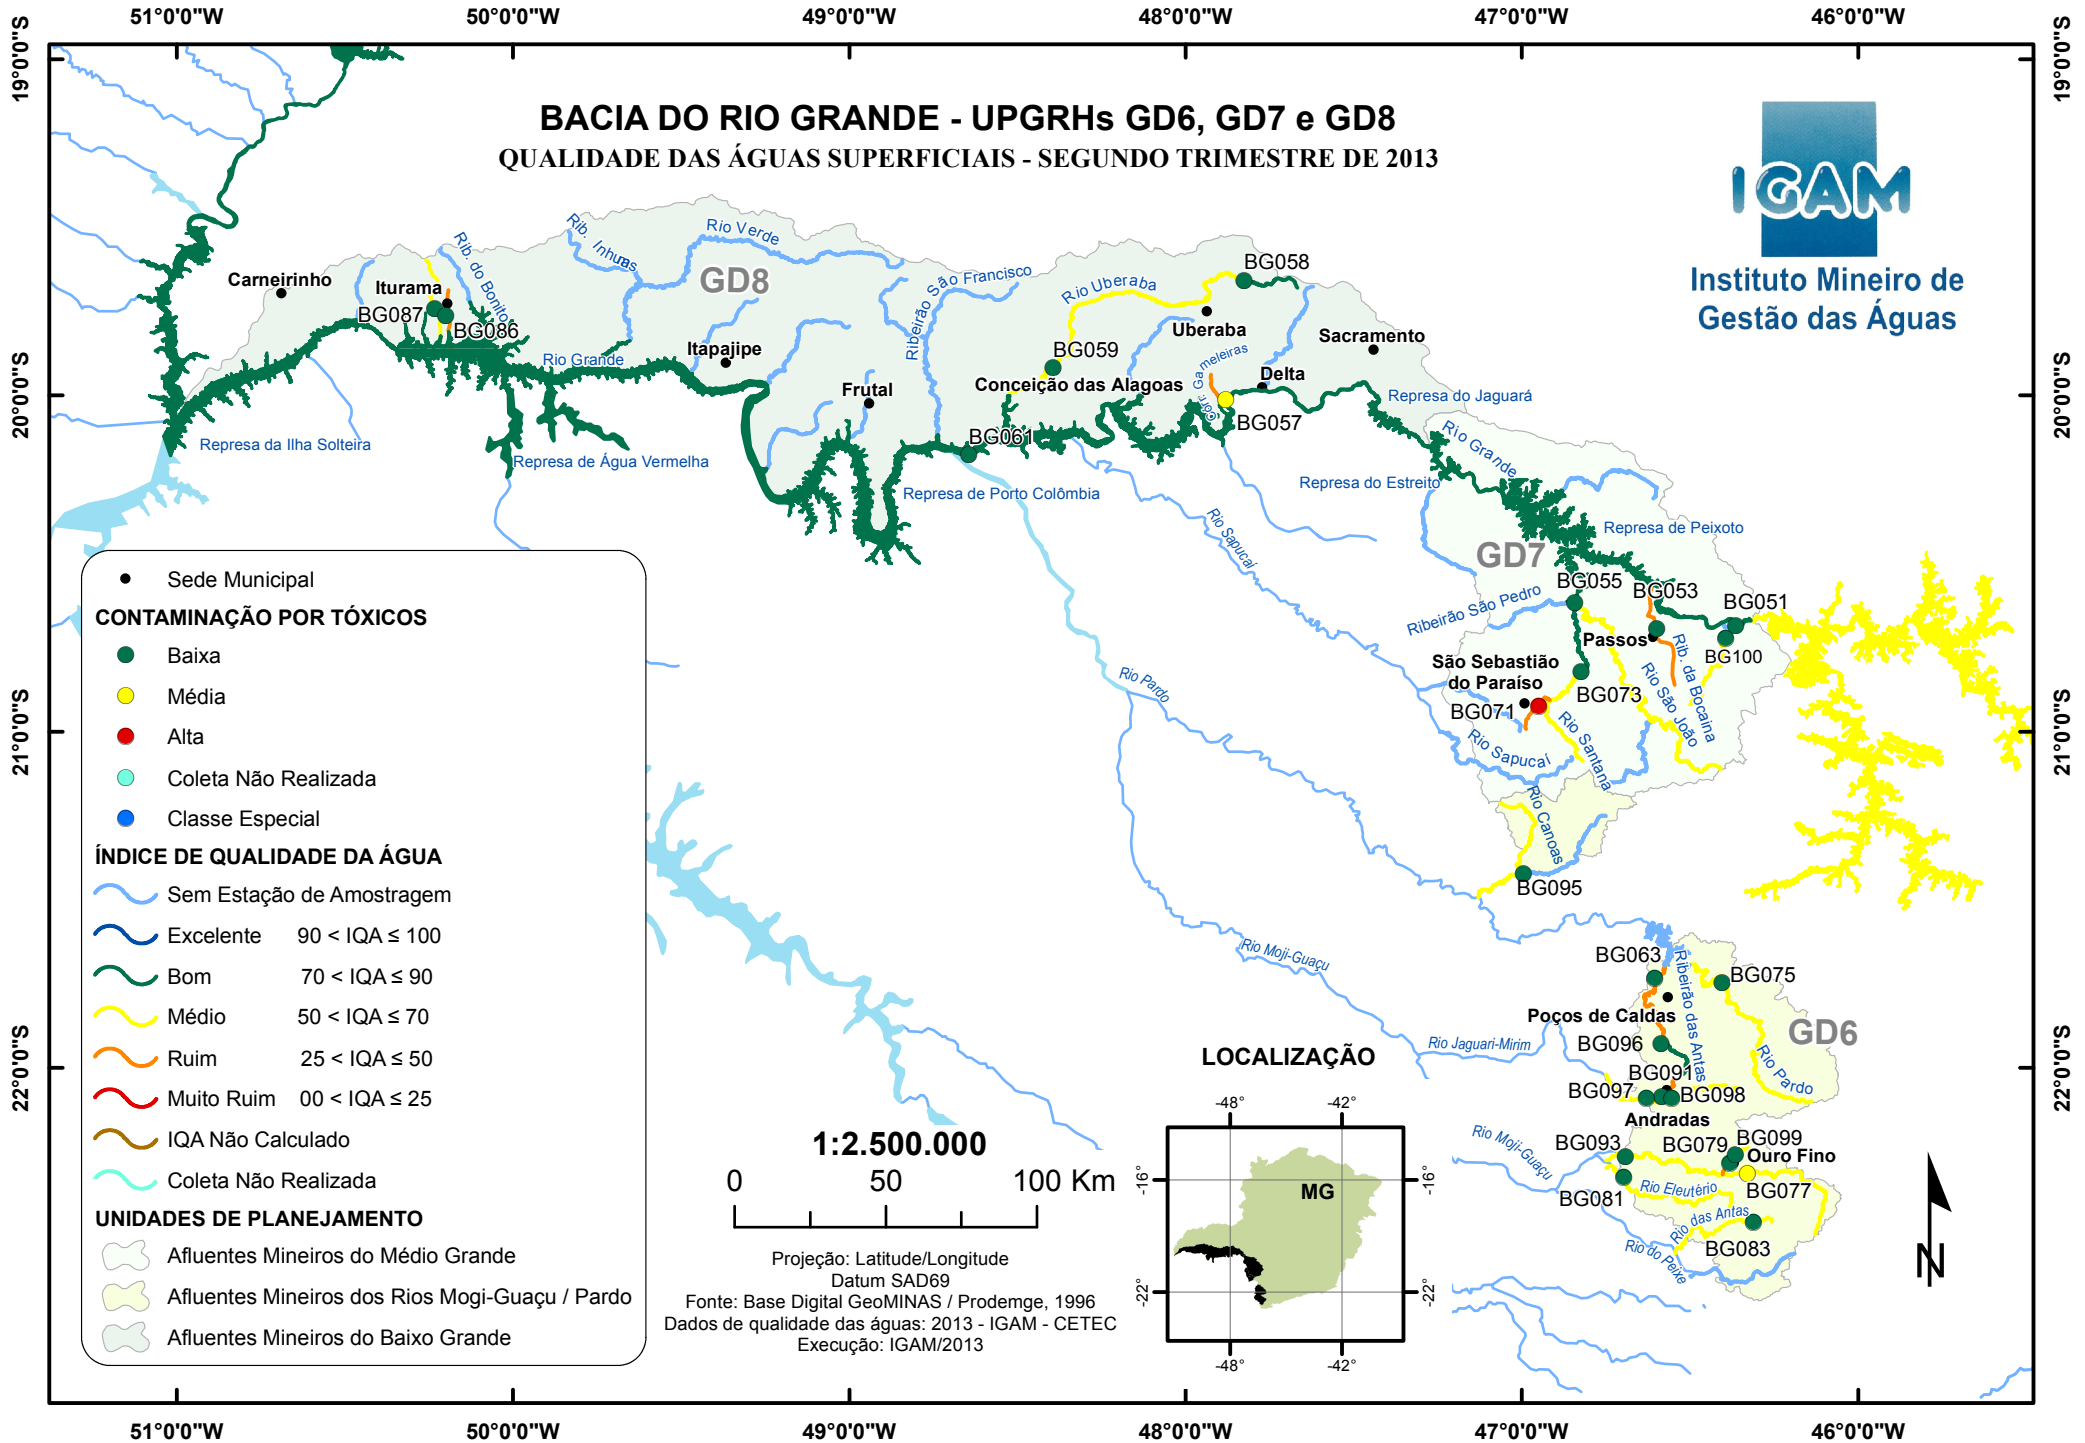 51°0'0"W 50°0'0"W 49°0'0"W 48°0'0"W 47°0'0"W 46°0'0"W
19°0'0"S
19°0'0"S
BACIA DO RIO GRANDE - UPGRHs GD6, GD7 e GD8
QUALIDADE DAS ÁGUAS SUPERFICIAIS - SEGUNDO TRIMESTRE DE 2013
IGAM
Instituto Mineiro de
Gestão das Águas
Carneirinho
Iturama
BG087
BG086
Rib. do Bonito
Rib. Inhumas
Rio Verde
GD8
Rio Grande
Itapajipe
Frutal
Ribeirão São Francisco
Rio Uberaba
BG058
Uberaba
BG059
Conceição das Alagoas
Córr. Gameleiras
Delta
Sacramento
BG057
BG061
Represa do Jaguará
Rio Grande
20°0'0"S
20°0'0"S
Represa da Ilha Solteira
Represa de Água Vermelha
Represa de Porto Colômbia
Represa do Estreito
Represa de Peixoto
Rio Sapucaí
GD7
BG055
BG053
BG051
Ribeirão São Pedro
Passos
BG100
São Sebastião
do Paraíso
BG073
BG071
Rib. da Bocaina
Rio São João
Rio Santana
Rio Sapucaí
Rio Canoas
BG095
Rio Pardo
21°0'0"S
21°0'0"S
Sede Municipal
CONTAMINAÇÃO POR TÓXICOS
Baixa
Média
Alta
Coleta Não Realizada
Classe Especial
ÍNDICE DE QUALIDADE DA ÁGUA
Sem Estação de Amostragem
Excelente 90 < IQA ≤ 100
Bom 70 < IQA ≤ 90
Médio 50 < IQA ≤ 70
Ruim 25 < IQA ≤ 50
Muito Ruim 00 < IQA ≤ 25
IQA Não Calculado
Coleta Não Realizada
UNIDADES DE PLANEJAMENTO
Afluentes Mineiros do Médio Grande
Afluentes Mineiros dos Rios Mogi-Guaçu / Pardo
Afluentes Mineiros do Baixo Grande
Rio Moji-Guaçu
BG063
BG075
Ribeirão das Antas
Poços de Caldas
GD6
BG096
Rio Pardo
Rio Jaguari-Mirim
BG091
BG097
BG098
Andradas
22°0'0"S
22°0'0"S
Rio Moji-Guaçu
BG093
BG079
BG099
Ouro Fino
BG077
BG081
Rio Eleutério
Rio das Antas
BG083
Rio do Peixe
LOCALIZAÇÃO
-48° -42°
-16°
-16°
MG
-22°
-22°
-48° -42°
1:2.500.000
0 50 100 Km
Projeção: Latitude/Longitude
Datum SAD69
Fonte: Base Digital GeoMINAS / Prodemge, 1996
Dados de qualidade das águas: 2013 - IGAM - CETEC
Execução: IGAM/2013
N
51°0'0"W 50°0'0"W 49°0'0"W 48°0'0"W 47°0'0"W 46°0'0"W